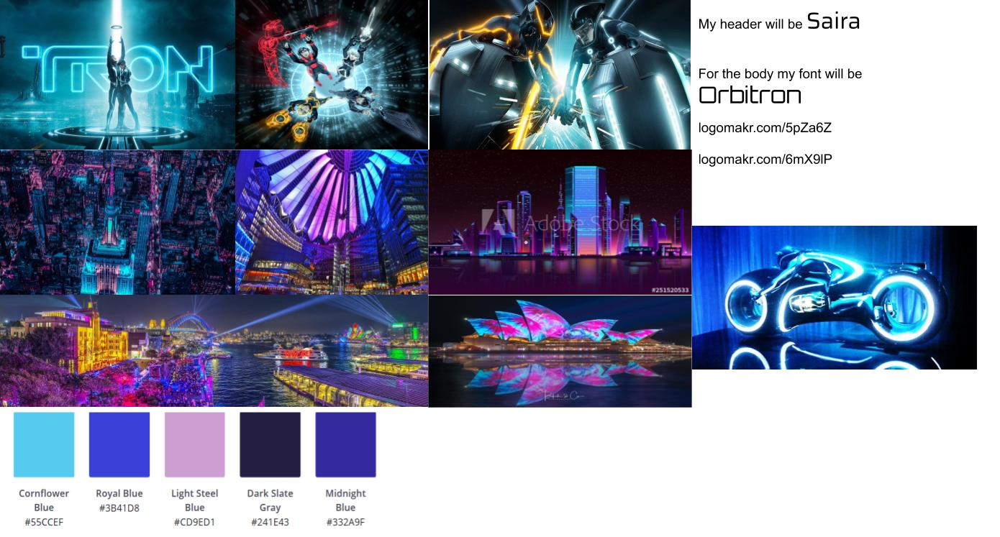 TRON
My header will be Saira
For the body my font will be
Orbitron
logomakr.com/5pZa6Z
logomakr.com/6mX9lP
Adobe Stock
#251520533
Cornflower
Blue
#55CCEF
Royal Blue
#3B41D8
Light Steel
Blue
#CD9ED1
Dark Slate
Gray
#241E43
Midnight
Blue
#332A9F